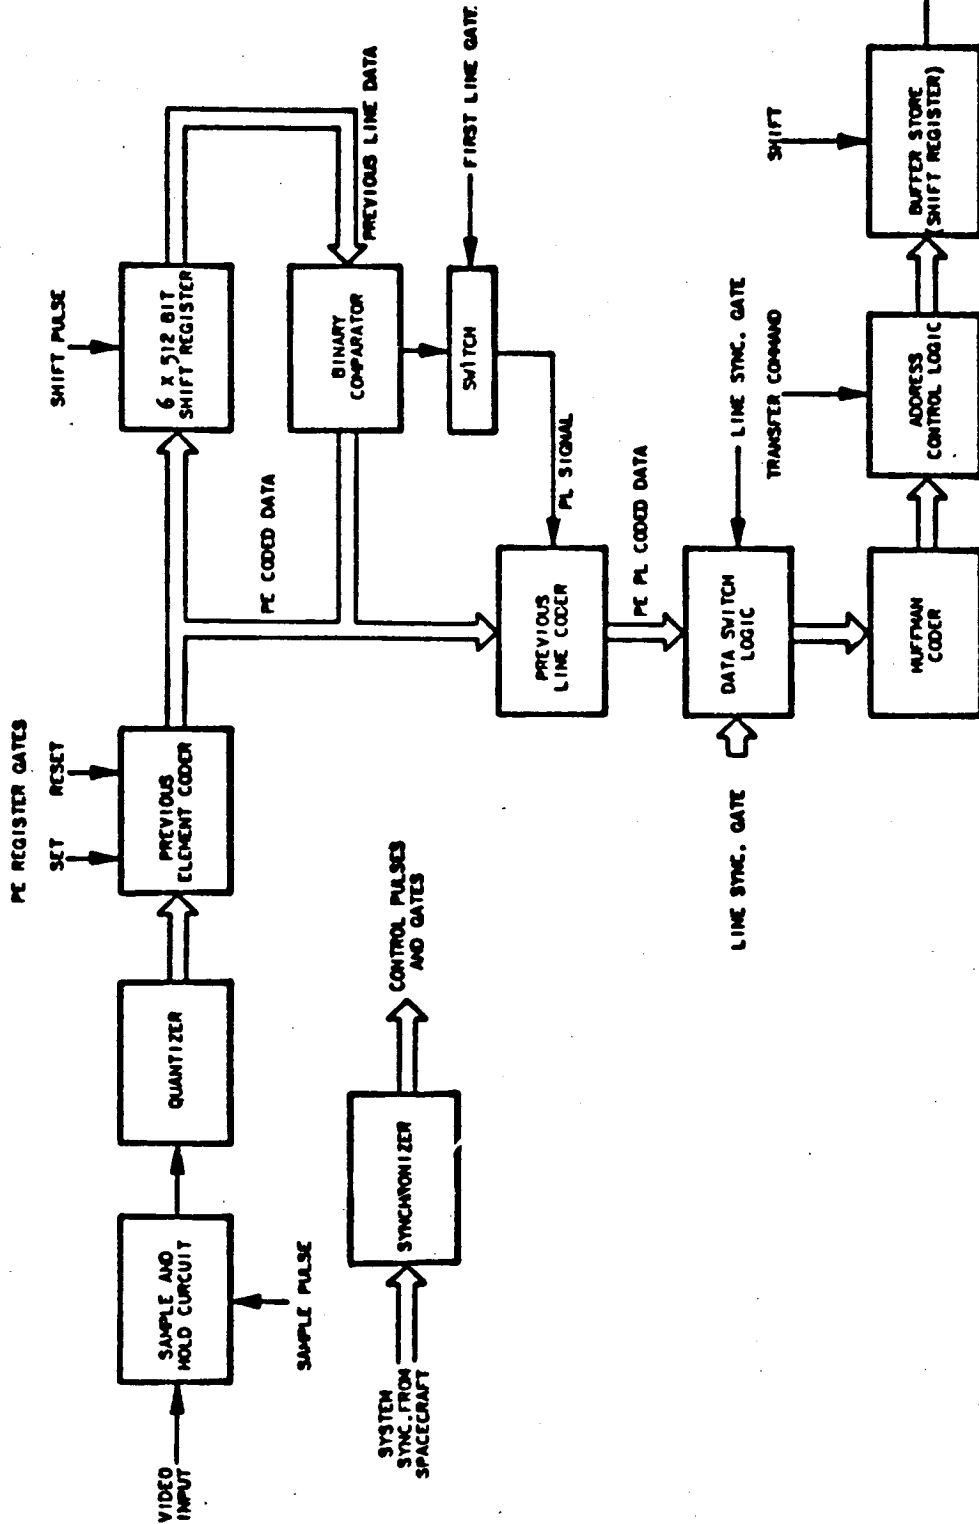 VIDEO
INPUT
SAMPLE AND
HOLD CURCUIT
SAMPLE PULSE
QUANTIZER
PE REGISTER GATES
SET
RESET
PREVIOUS
ELEMENT CODER
SHIFT PULSE
6 X 512 BIT
SHIFT REGISTER
PE CODED DATA
PREVIOUS LINE DATA
BINARY
COMPARATOR
SWITCH
FIRST LINE GATE.
PL SIGNAL
SYSTEM
SYNC. FROM
SPACECRAFT
SYNCHRONIZER
CONTROL PULSES
AND GATES
PREVIOUS
LINE CODER
PE PL CODED DATA
LINE SYNC. GATE
DATA SWITCH
LOGIC
LINE SYNC. GATE
TRANSFER COMMAND
HUFFMAN
CODER
ADDRESS
CONTROL LOGIC
SHIFT
BUFFER STORE
(SHIFT REGISTER)